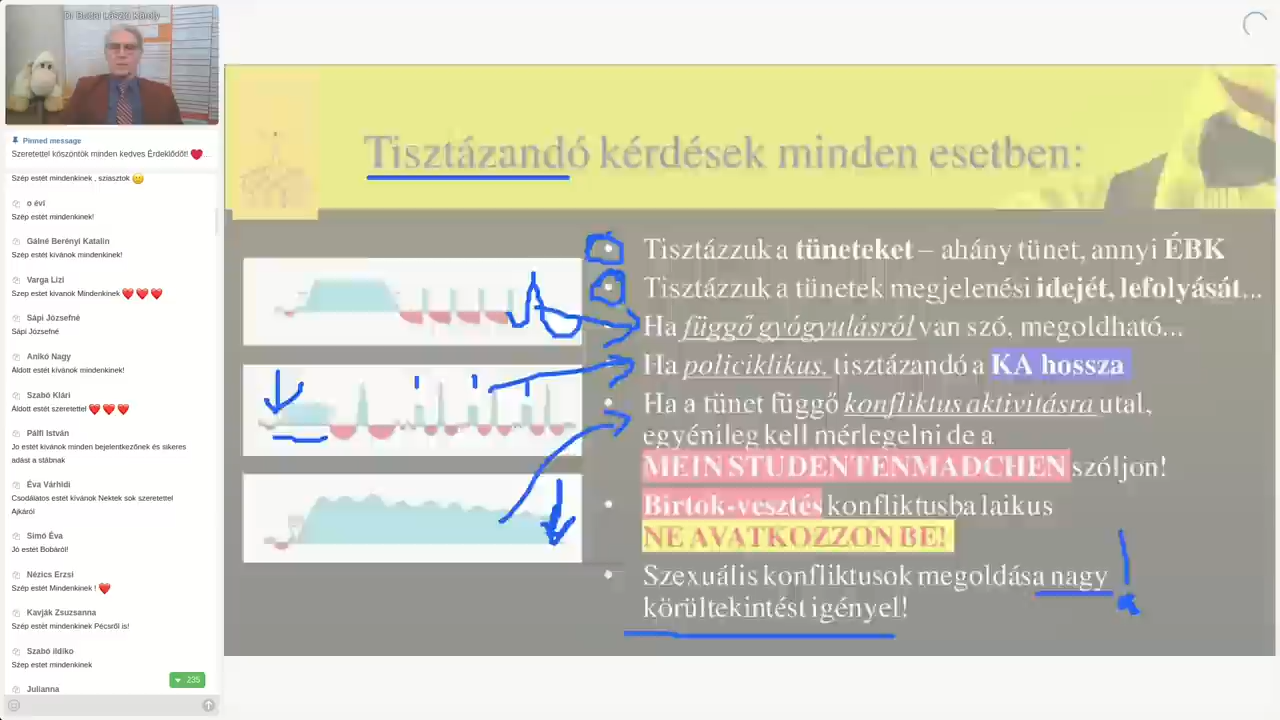 Dr. Bodai László Károly
Pinned message
Szeretettel köszöntök minden kedves Érdeklődőt!
Szép estét mindenkinek , sziasztok
o évi
Szép estét mindenkinek!
Gálné Berényi Katalin
Szép estét kívánok mindenkinek!
Varga Lizi
Szep estet kivanok Mindenkinek
Sápi Józsefné
Sápi Józsefné
Anikó Nagy
Áldott estét kívánok mindenkinek!
Szabó Klári
Áldott estét szeretettel
Pálfi István
Jo estét kívánok minden bejelentkezőnek és sikeres
adást a stábnak
Éva Várhidi
Csodálatos estét kívánok Nektek sok szeretettel
Ajkáról
Simó Éva
Jó estét Bobáról!
Nézics Erzsi
Szép estét Mindenkinek !
Kavják Zsuzsanna
Szép estét mindenkinek Pécsről is!
Szabó ildiko
Szép estet mindenkinek
Julianna
235
Tisztázandó kérdések minden esetben:
Tisztázzuk a tüneteket – ahány tünet, annyi ÉBK
Tisztázzuk a tünetek megjelenési idejét, lefolyását...
Ha függő gyógyulásról van szó, megoldható...
Ha policiklikus, tisztázandó a KA hossza
Ha a tünet függő konfliktus aktivitásra utal,
egyénileg kell mérlegelni de a
MEIN STUDENTENMADCHEN szóljon!
Birtok-vesztés konfliktusba laikus
NE AVATKOZZON BE!
Szexuális konfliktusok megoldása nagy
körültekintést igényel!